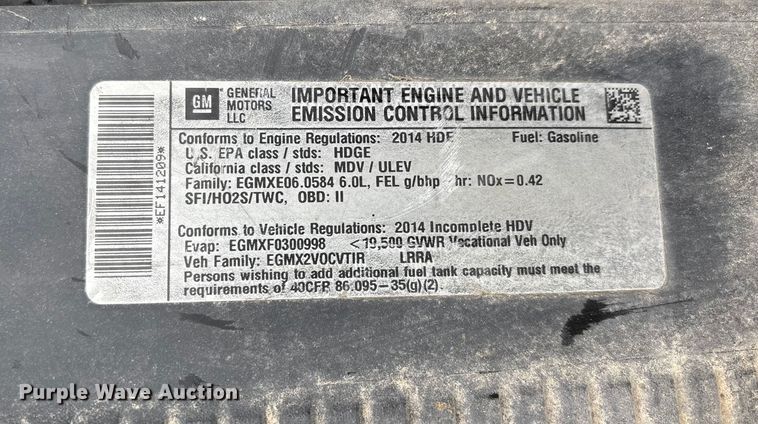 GM
GENERAL
MOTORS
LLC
IMPORTANT ENGINE AND VEHICLE
EMISSION CONTROL INFORMATION
*EF141209*
Conforms to Engine Regulations: 2014 HDE Fuel: Gasoline
U.S. EPA class / stds: HDGE
California class / stds: MDV / ULEV
Family: EGMXE06.0584 6.0L, FEL g/bhp hr: NOx=0.42
SFI/HO2S/TWC, OBD: II
Conforms to Vehicle Regulations: 2014 Incomplete HDV
Evap: EGMXF0300998 <19,500 GVWR Vocational Veh Only
Veh Family: EGMX2VOCVTIR LRRA
Persons wishing to add additional fuel tank capacity must meet the
requirements of 40CFR 86.095-35(g)(2).
Purple Wave Auction